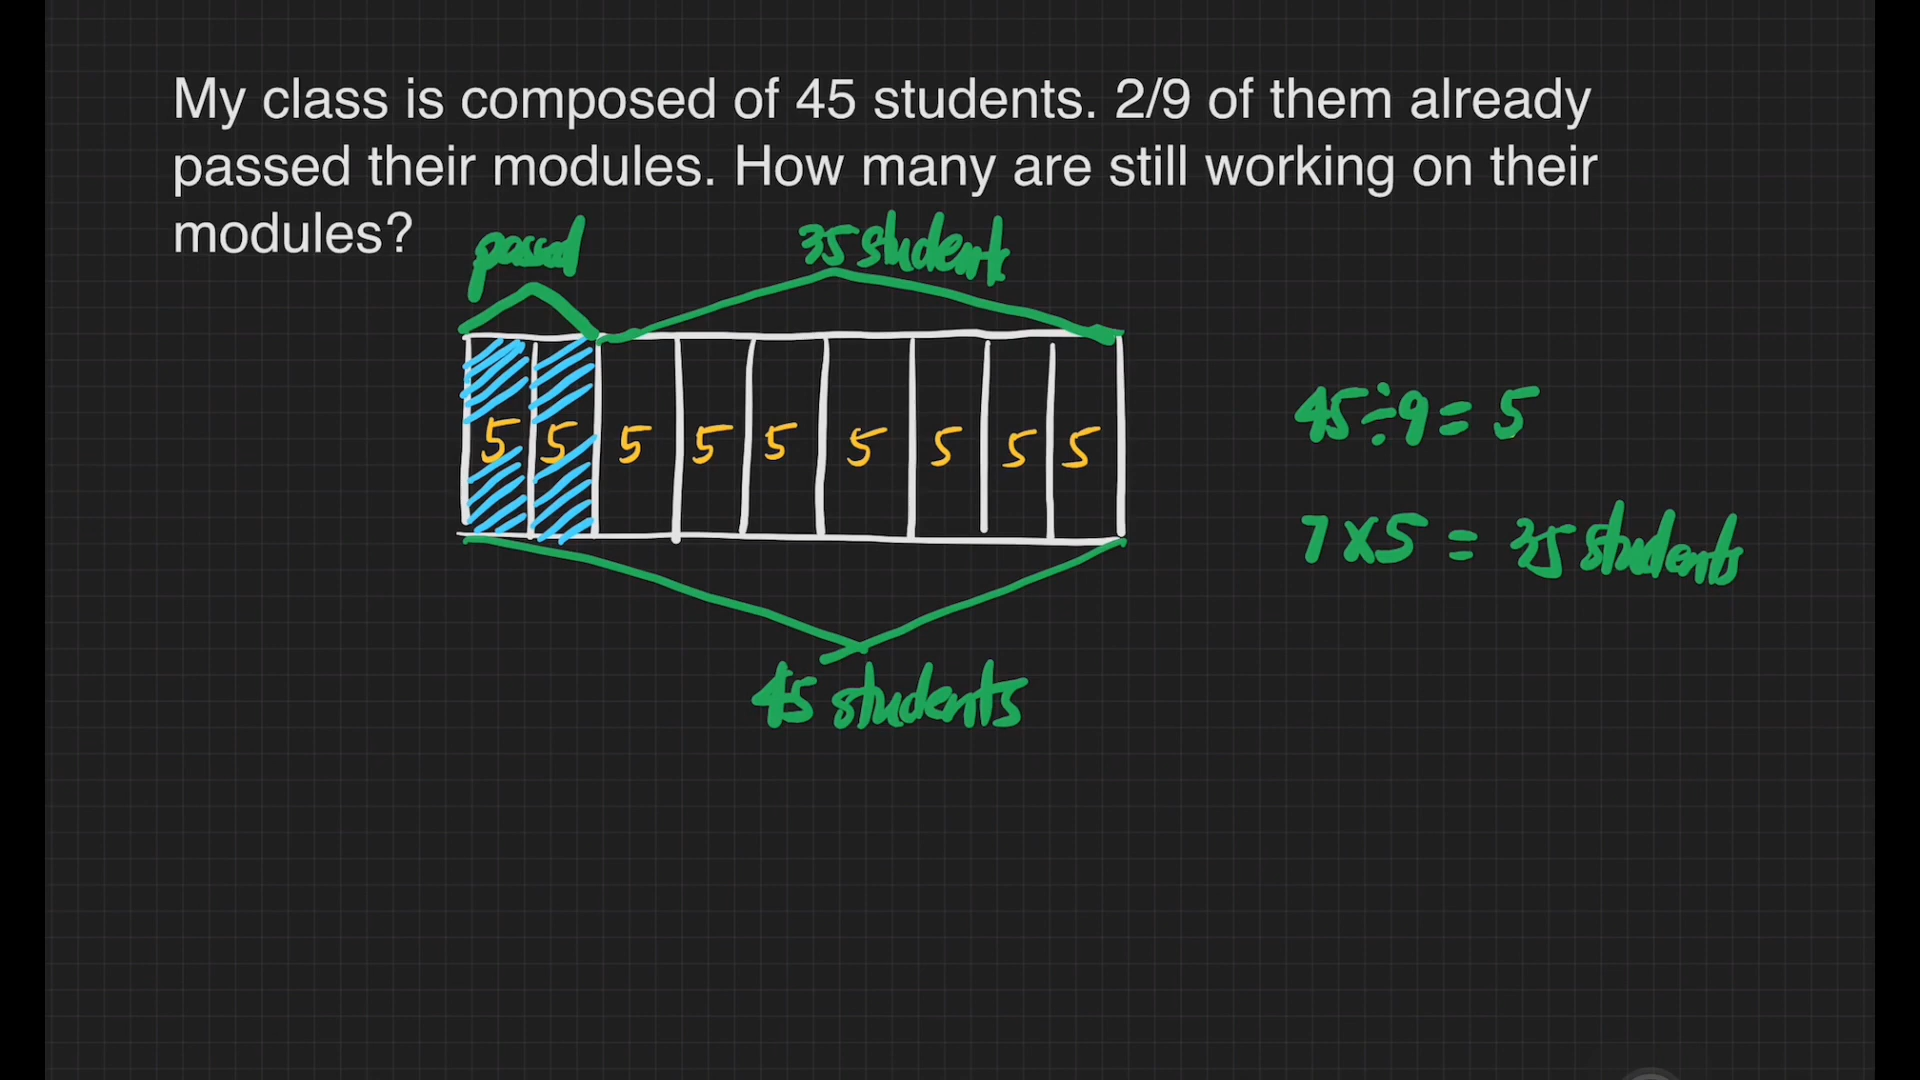 My class is composed of 45 students. 2/9 of them already
passed their modules. How many are still working on their
modules?
passed 35 students
5 5 5 5 5 5 5 5 5
45 ÷ 9 = 5
7 x 5 = 35 students
45 students